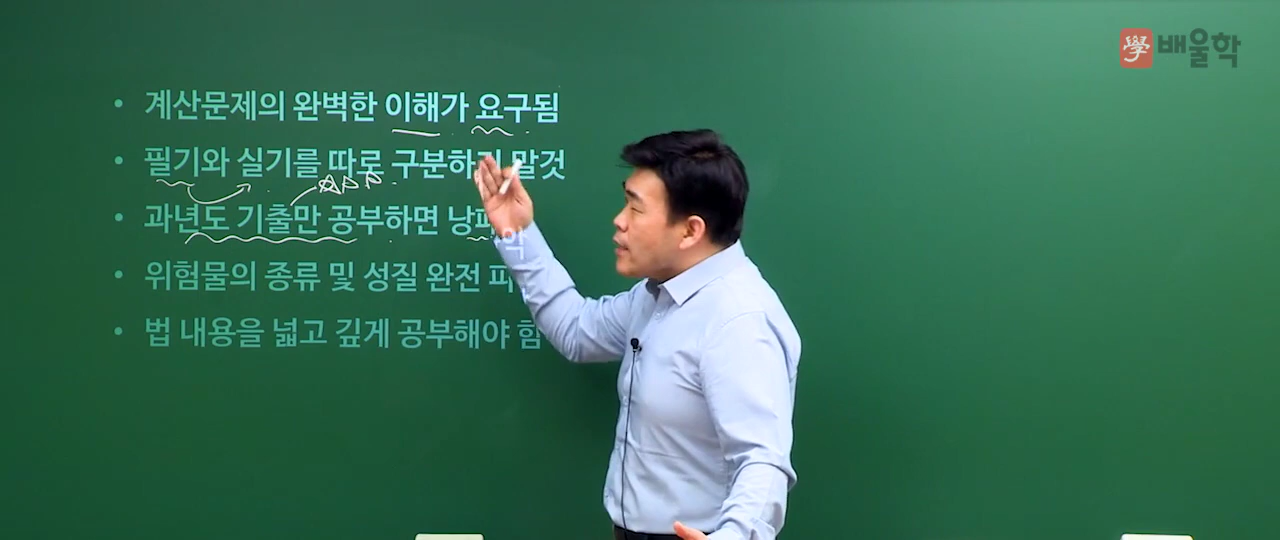 學 배울학
계산문제의 완벽한 이해가 요구됨
필기와 실기를 따로 구분하지 말것
과년도 기출만 공부하면
위험물의 종류 및 성질 완전
법 내용을 넓고 깊게 공부해야 함